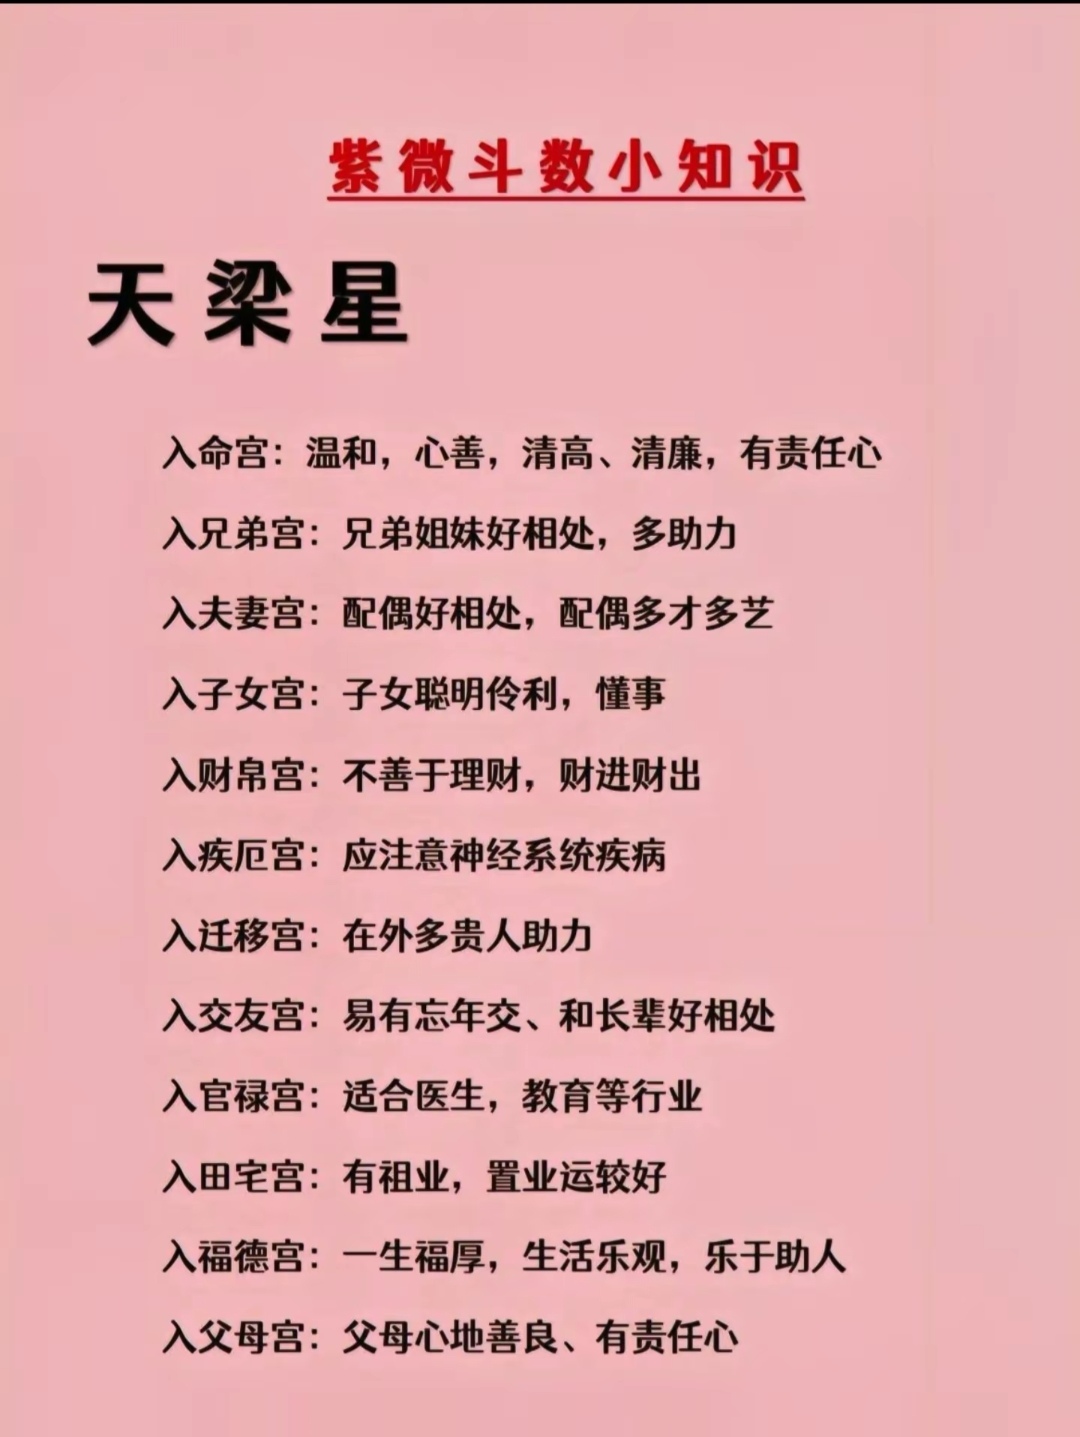 紫微斗数小知识
天梁星
入命宫：温和，心善，清高、清廉，有责任心
入兄弟宫：兄弟姐妹好相处，多助力
入夫妻宫：配偶好相处，配偶多才多艺
入子女宫：子女聪明伶利，懂事
入财帛宫：不善于理财，财进财出
入疾厄宫：应注意神经系统疾病
入迁移宫：在外多贵人助力
入交友宫：易有忘年交、和长辈好相处
入官禄宫：适合医生，教育等行业
入田宅宫：有祖业，置业运较好
入福德宫：一生福厚，生活乐观，乐于助人
入父母宫：父母心地善良、有责任心